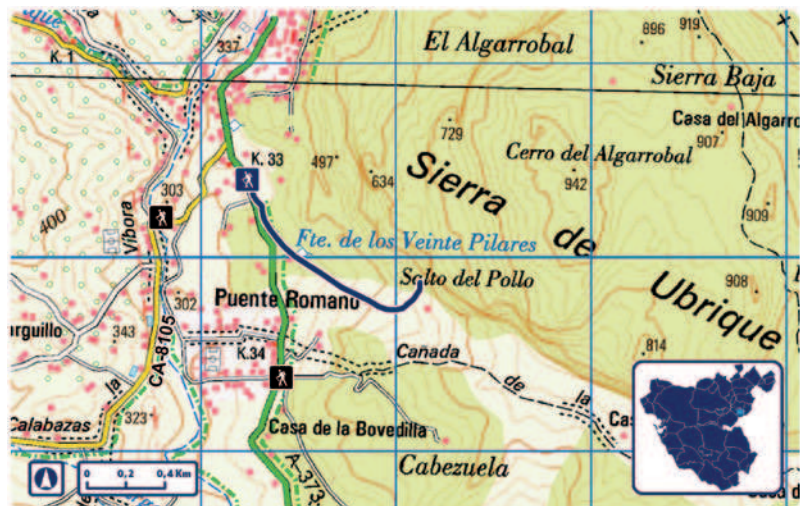 K.1
337
El Algarrobal
896
919
Sierra Baja
Casa del Algarro
907
729
Cerro del Algarrobal
K. 33
497
634
942
303
Sierra
de
Ubrique
400
Víbora
909
Fte. de los Veinte Pilares
Salto del Pollo
908
302
Puente Romano
arguillo
343
CA-8105
la
K.34
814
Cañada
de
la
Cas
Calabazas
323
Casa de la Bovedilla
A-373
Cabezuela
0 0,2 0,4 Km